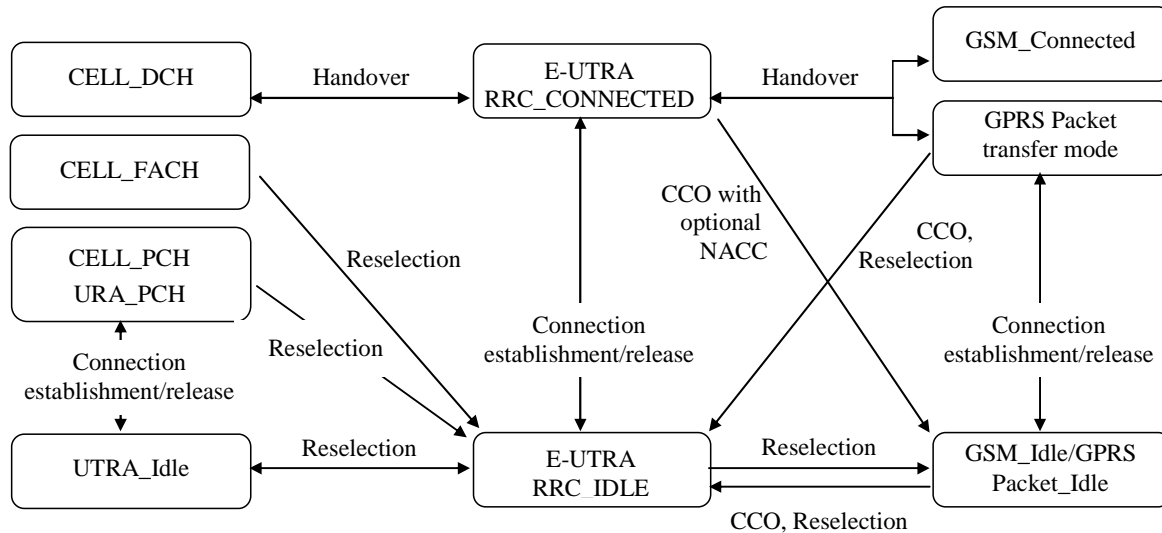 GSM_Connected
CELL_DCH
Handover
E-UTRA
RRC_CONNECTED
Handover
GPRS Packet
transfer mode
CELL_FACH
CCO with
optional
NACC
CCO,
Reselection
Reselection
CELL_PCH
URA_PCH
Connection
establishment/release
Reselection
Connection
establishment/release
Connection
establishment/release
UTRA_Idle
Reselection
E-UTRA
RRC_IDLE
Reselection
GSM_Idle/GPRS
Packet_Idle
CCO, Reselection